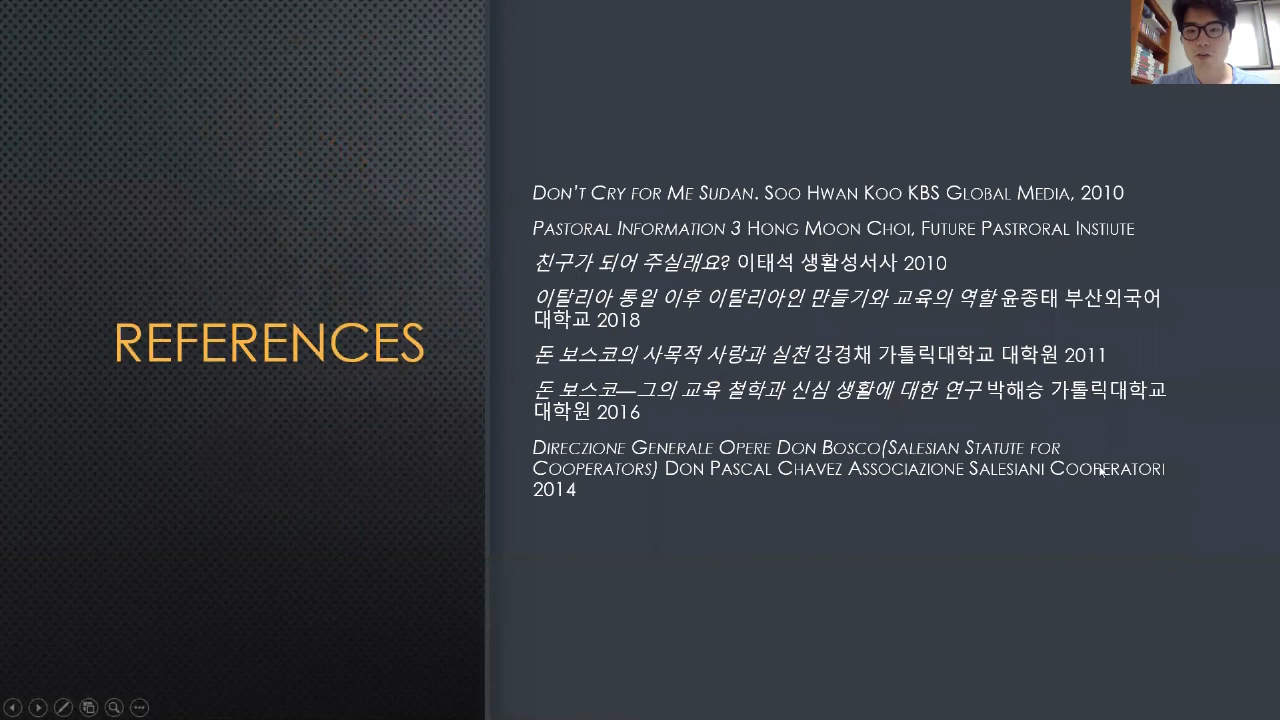 REFERENCES
DON'T CRY FOR ME SUDAN. SOO HWAN KOO KBS GLOBAL MEDIA, 2010
PASTORAL INFORMATION 3 HONG MOON CHOI, FUTURE PASTRORAL INSTIUTE
친구가 되어 주실래요? 이태석 생활성서사 2010
이탈리아 통일 이후 이탈리아인 만들기와 교육의 역할 윤종태 부산외국어
대학교 2018
돈 보스코의 사목적 사랑과 실천 강경채 가톨릭대학교 대학원 2011
돈 보스코—그의 교육 철학과 신심 생활에 대한 연구 박해승 가톨릭대학교
대학원 2016
DIRECZIONE GENERALE OPERE DON BOSCO(SALESIAN STATUTE FOR
COOPERATORS) DON PASCAL CHAVEZ ASSOCIAZIONE SALESIANI COOPERATORI
2014